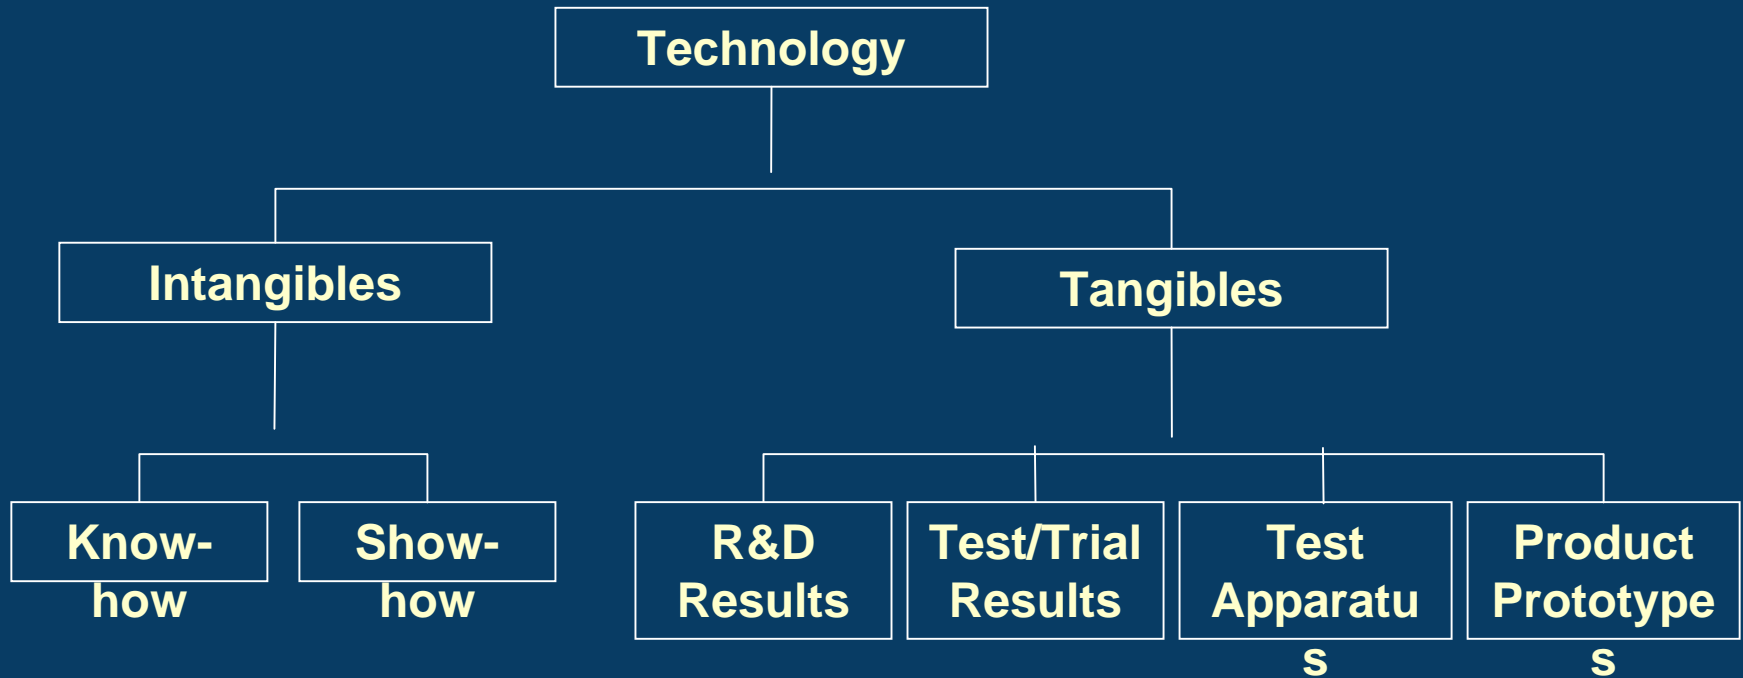 Technology
Intangibles
Tangibles
Know-
how
Show-
how
R&D
Results
Test/Trial
Results
Test
Apparatu
s
Product
Prototype
s